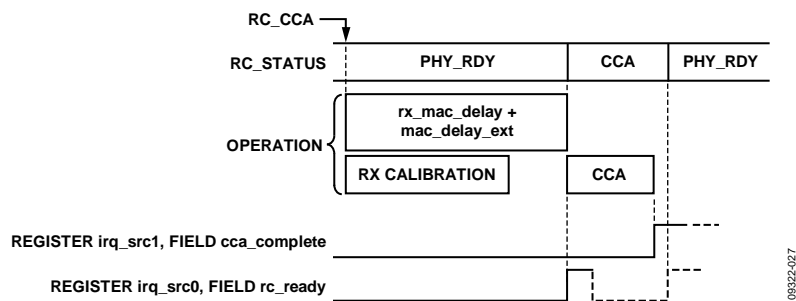 RC_CCA
RC_STATUS
PHY_RDY
CCA
PHY_RDY
OPERATION
rx_mac_delay +
mac_delay_ext
RX CALIBRATION
CCA
REGISTER irq_src1, FIELD cca_complete
REGISTER irq_src0, FIELD rc_ready
09322-027